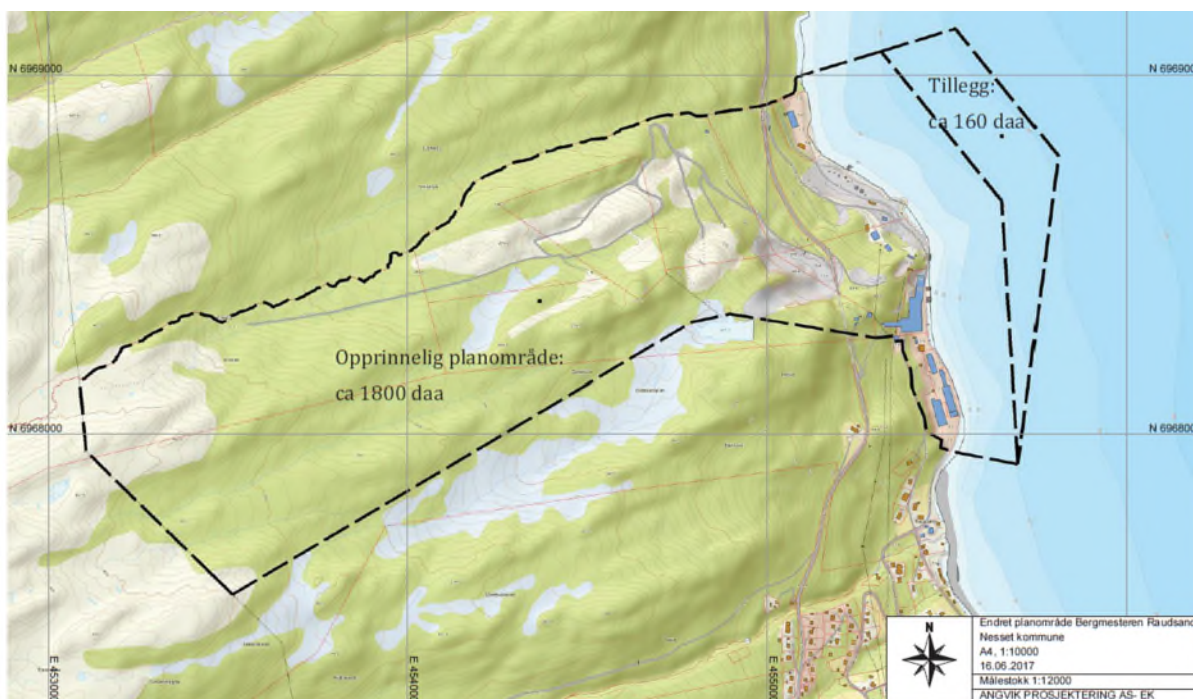 N 6969000
N 696900
Tillegg:
ca 160 daa
Opprinnelig planområde:
ca 1800 daa
N 6968000
N 696800
E 453000
E 454000
E 455000
N
Endret planområde Bergmesteren Raudsand
Nesset kommune
A4, 1:10000
16.06.2017
Målestokk 1:12000
ANGVIK PROSJEKTERING AS- EK